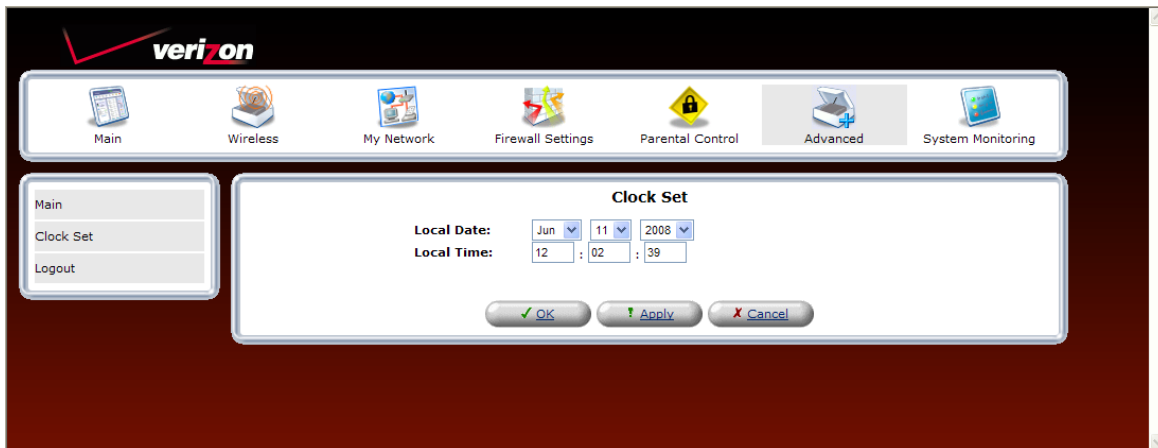 verizon
Main Wireless My Network Firewall Settings Parental Control Advanced System Monitoring
Main
Clock Set
Logout
Clock Set
Local Date: Jun 11 2008
Local Time: 12 : 02 : 39
OK Apply Cancel